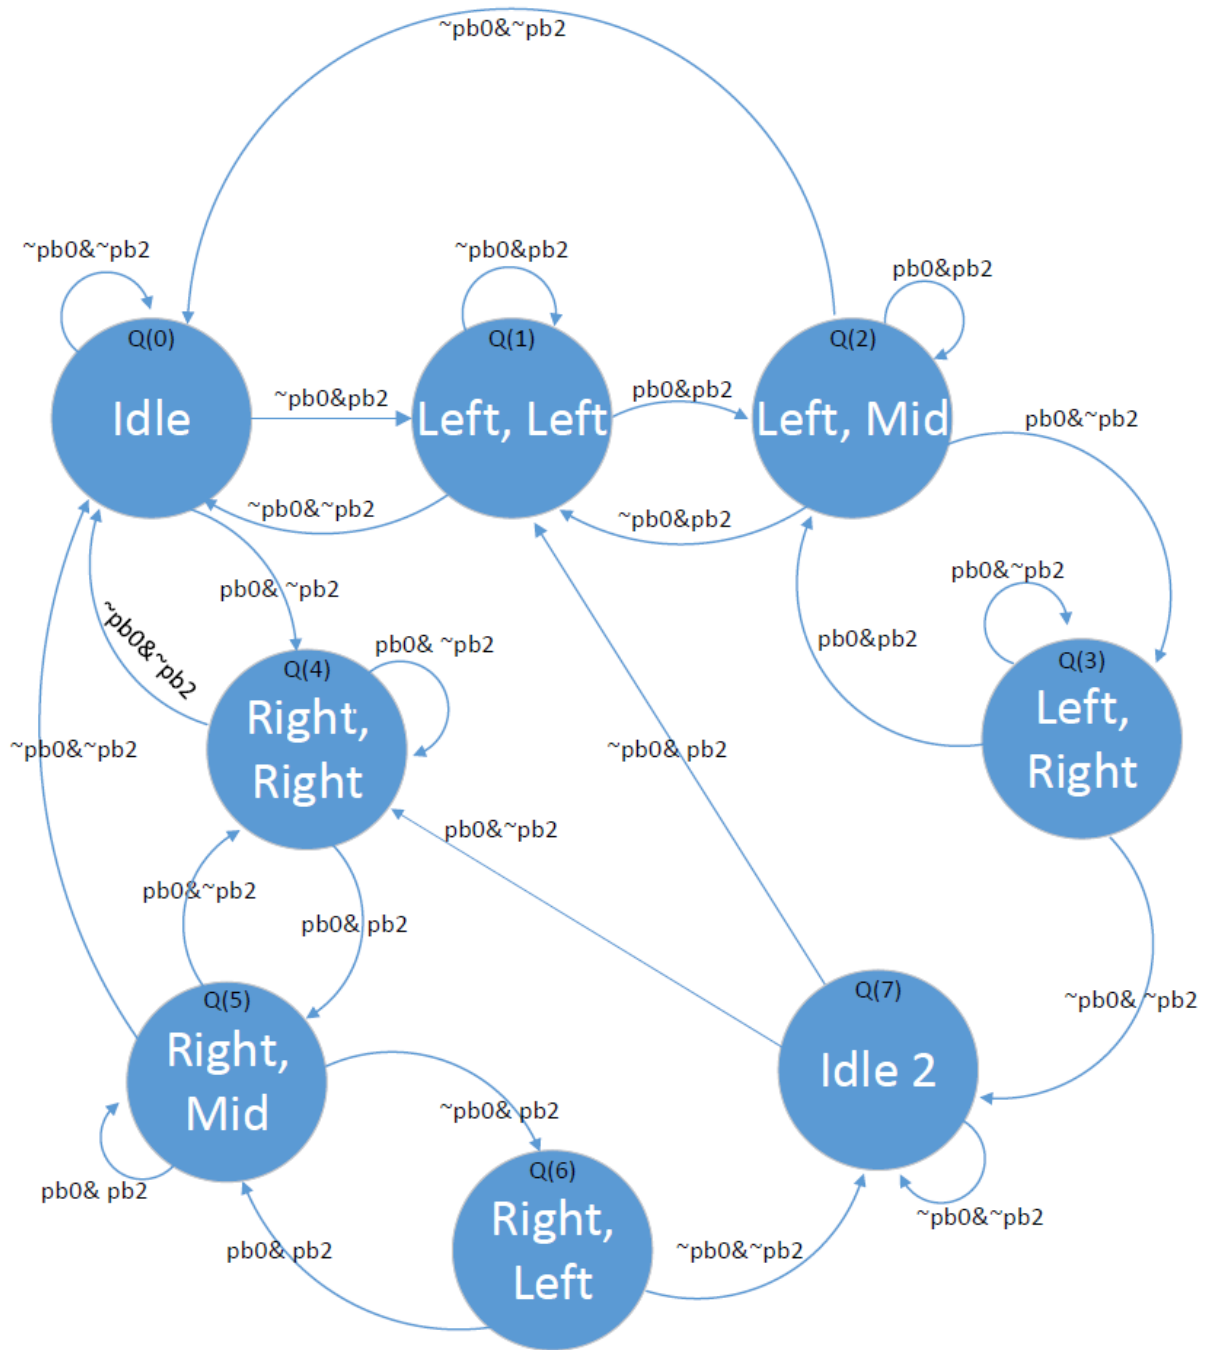 ~pb0&~pb2
~pb0&~pb2
~pb0&pb2
pb0&pb2
Q(0)
Idle
Q(1)
Left, Left
Q(2)
Left, Mid
~pb0&pb2
pb0&pb2
pb0&~pb2
~pb0&~pb2
~pb0&pb2
pb0& ~pb2
pb0&~pb2
~pb0&~pb2
pb0& ~pb2
pb0&pb2
Q(4)
Right,
Right
Q(3)
Left,
Right
~pb0&~pb2
~pb0& pb2
pb0&~pb2
pb0&~pb2
pb0& pb2
Q(5)
Right,
Mid
Q(7)
Idle 2
~pb0& ~pb2
~pb0& pb2
pb0& pb2
Q(6)
Right,
Left
pb0& pb2
~pb0&~pb2
~pb0&~pb2